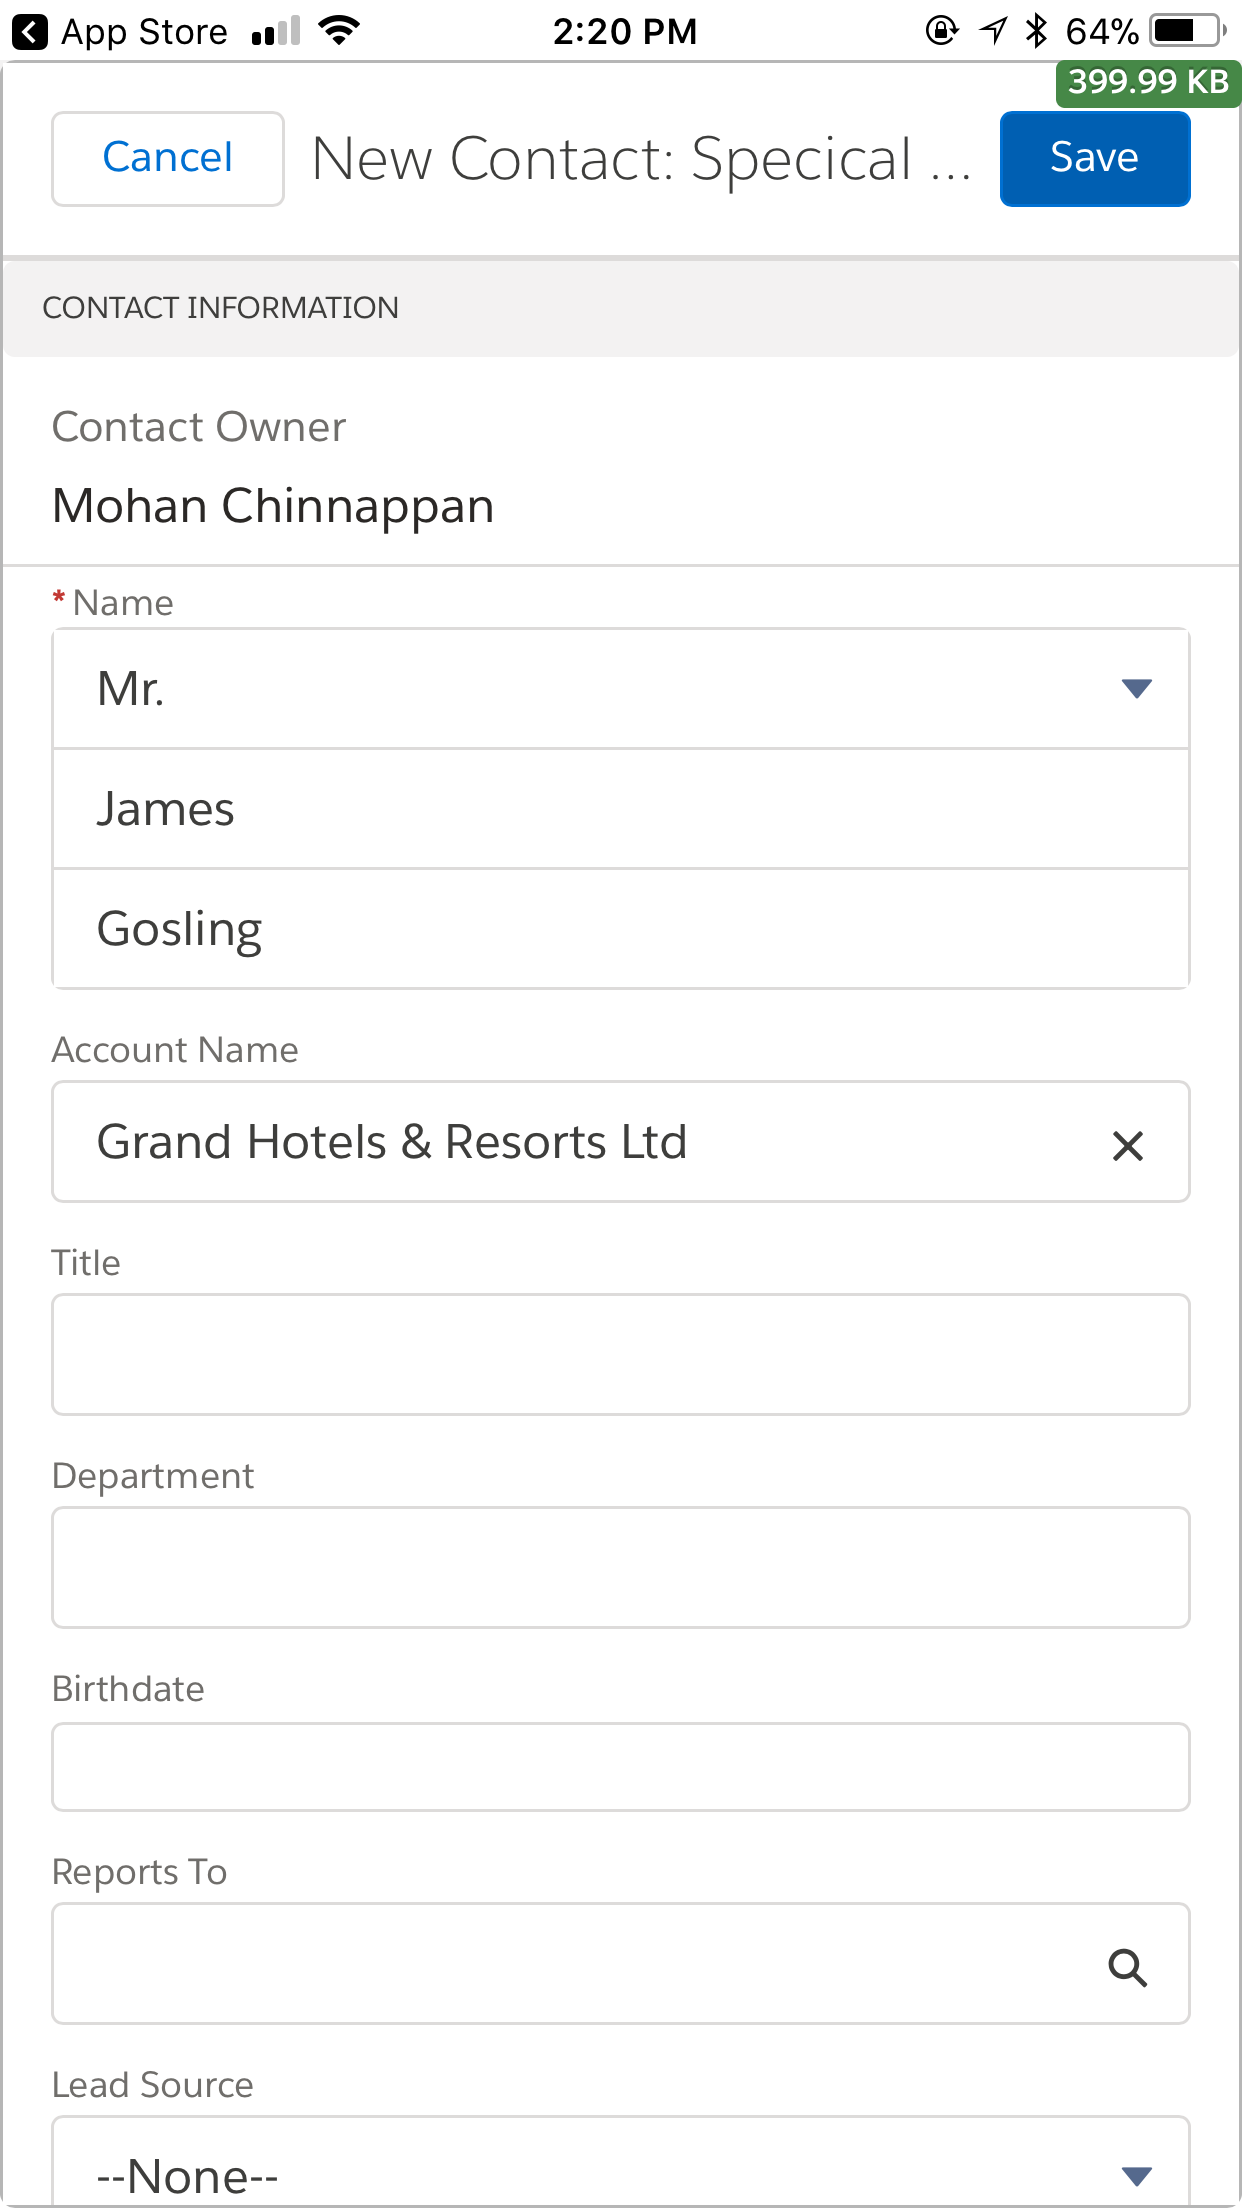 App Store 2:20 PM 64%
399.99 KB
Cancel New Contact: Specical ... Save
CONTACT INFORMATION
Contact Owner
Mohan Chinnappan
* Name
Mr.
James
Gosling
Account Name
Grand Hotels & Resorts Ltd
Title
Department
Birthdate
Reports To
Lead Source
--None--